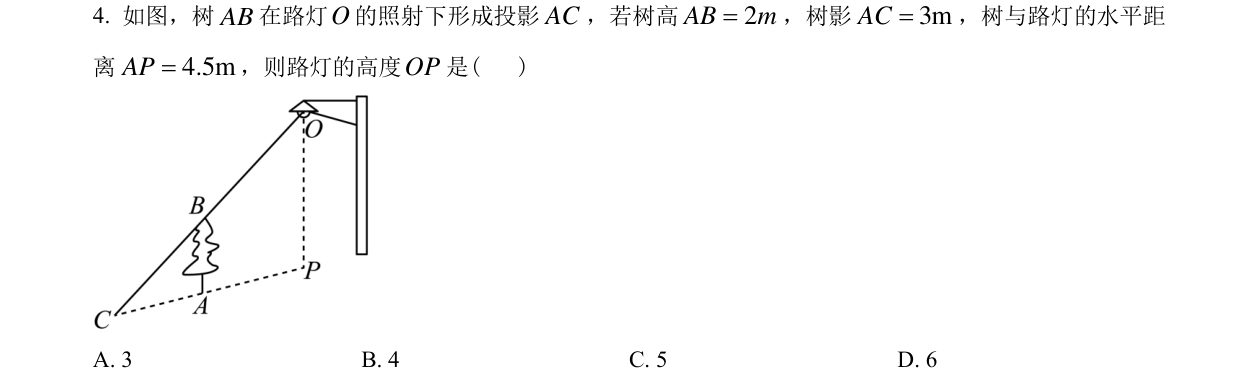 4. 如图，树 AB 在路灯 O 的照射下形成投影 AC，若树高 AB = 2m，树影 AC = 3m，树与路灯的水平距
离 AP = 4.5m，则路灯的高度 OP 是（  ）
O
B
P
A
C
A. 3 B. 4 C. 5 D. 6